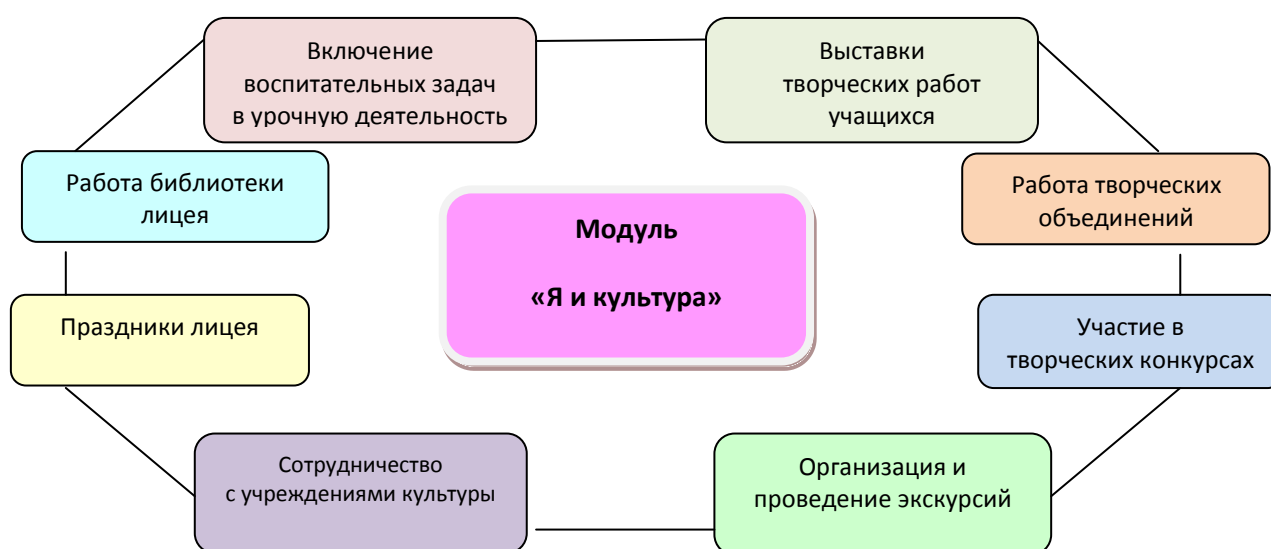 Включение
воспитательных задач
в урочную деятельность
Выставки
творческих работ
учащихся
Работа библиотеки
лицея
Работа творческих
объединений
Модуль
«Я и культура»
Праздники лицея
Участие в
творческих конкурсах
Сотрудничество
с учреждениями культуры
Организация и
проведение экскурсий